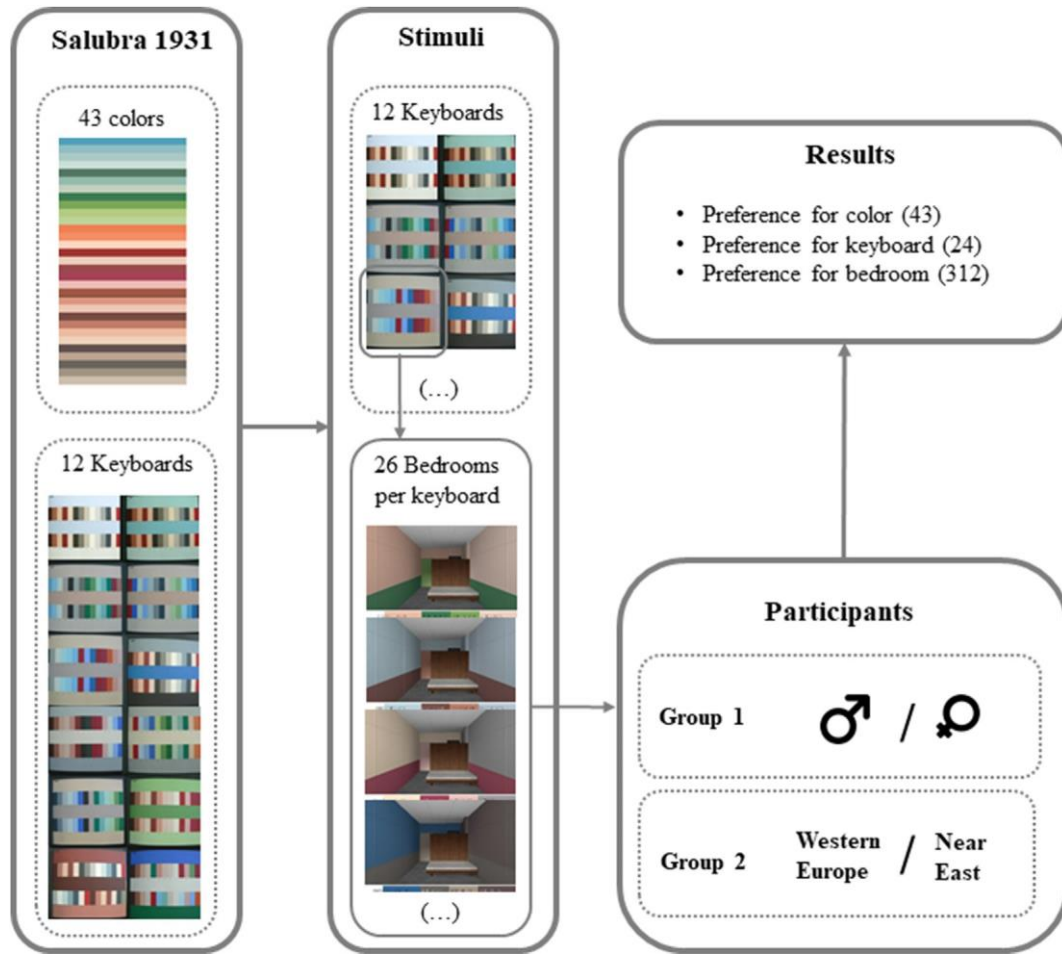 Salubra 1931
43 colors
12 Keyboards
Stimuli
12 Keyboards
(…)
26 Bedrooms
per keyboard
(…)
Results
• Preference for color (43)
• Preference for keyboard (24)
• Preference for bedroom (312)
Participants
Group 1
/
Group 2
Western
Europe
/
Near
East